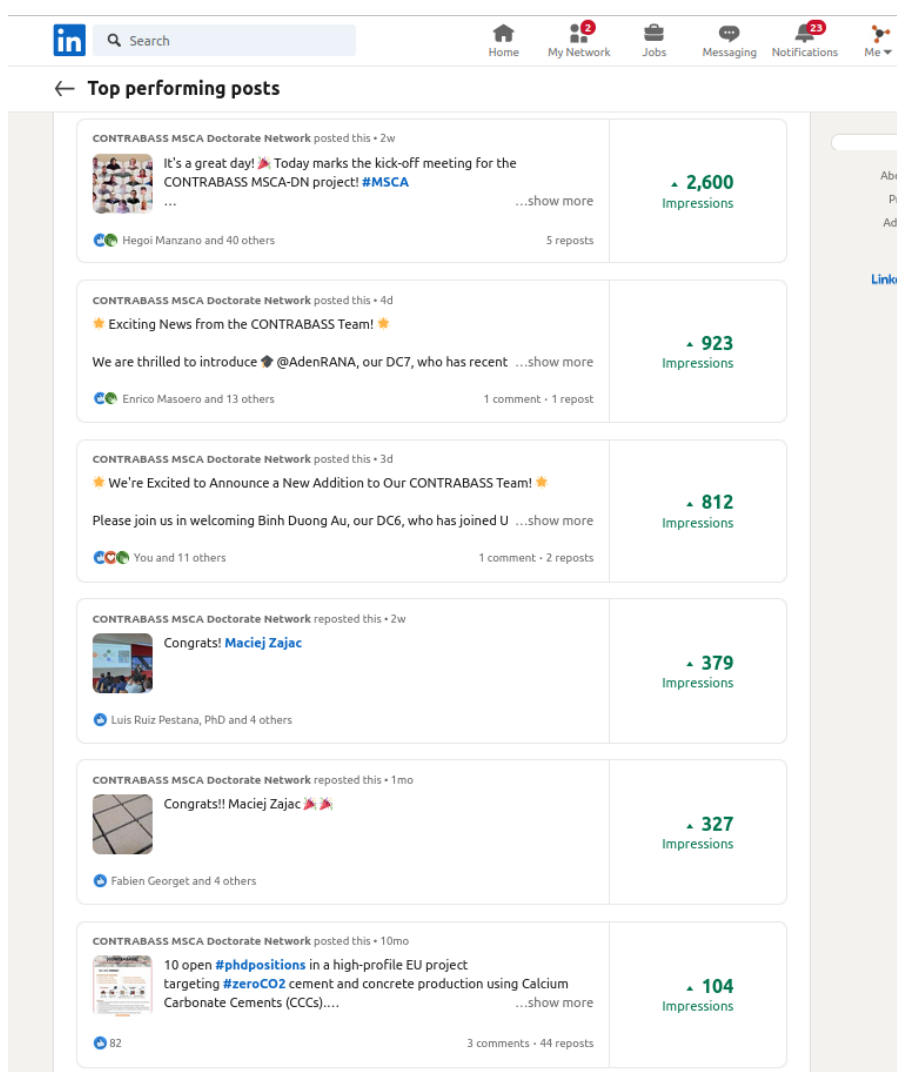 in
Search
Home
2
My Network
Jobs
Messaging
23
Notifications
Me
← Top performing posts
CONTRABASS MSCA Doctorate Network posted this • 2w
It's a great day! 🎉 Today marks the kick-off meeting for the
CONTRABASS MSCA-DN project! #MSCA
…
…show more
Hegoi Manzano and 40 others
5 reposts
2,600
Impressions
CONTRABASS MSCA Doctorate Network posted this • 4d
🌟 Exciting News from the CONTRABASS Team! 🌟
We are thrilled to introduce 🎓 @AdenRANA, our DC7, who has recent …show more
Enrico Masoero and 13 others
1 comment • 1 repost
923
Impressions
CONTRABASS MSCA Doctorate Network posted this • 3d
🌟 We're Excited to Announce a New Addition to Our CONTRABASS Team! 🌟
Please join us in welcoming Binh Duong Au, our DC6, who has joined U …show more
You and 11 others
1 comment • 2 reposts
812
Impressions
CONTRABASS MSCA Doctorate Network reposted this • 2w
Congrats! Maciej Zajac
Luis Ruiz Pestana, PhD and 4 others
379
Impressions
CONTRABASS MSCA Doctorate Network reposted this • 1mo
Congrats!! Maciej Zajac 🎉 🎉
Fabien Georget and 4 others
327
Impressions
CONTRABASS MSCA Doctorate Network posted this • 10mo
10 open #phdpositions in a high-profile EU project
targeting #zeroCO2 cement and concrete production using Calcium
Carbonate Cements (CCCs).…
…show more
82
3 comments • 44 reposts
104
Impressions